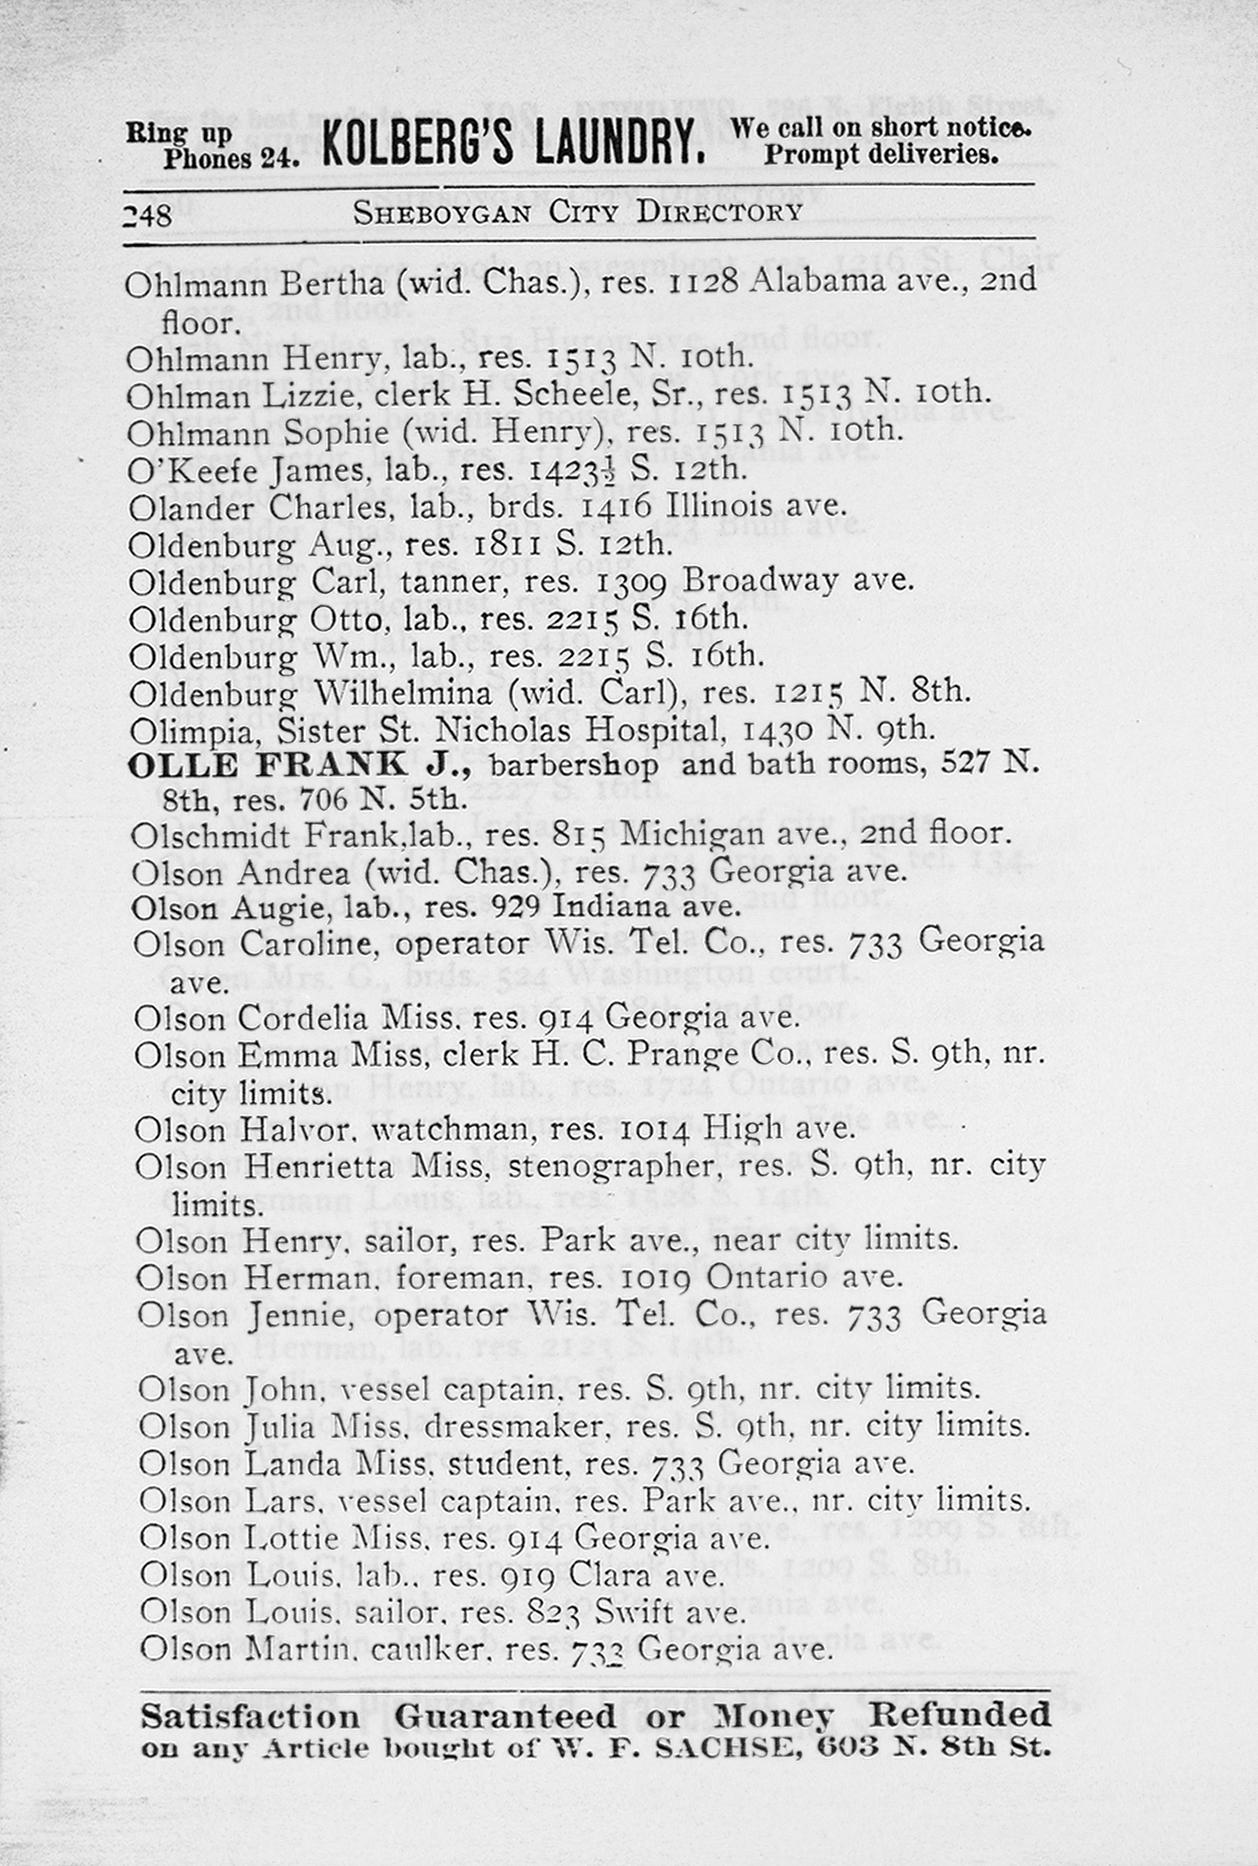 Ring up
Phones 24.
KOLBERG'S LAUNDRY.
We call on short notice.
Prompt deliveries.
248
SHEBOYGAN CITY DIRECTORY
Ohlmann Bertha (wid. Chas.), res. 1128 Alabama ave., 2nd
floor.
Ohlmann Henry, lab., res. 1513 N. 10th.
Ohlman Lizzie, clerk H. Scheele, Sr., res. 1513 N. 10th.
Ohlmann Sophie (wid. Henry), res. 1513 N. 10th.
O'Keefe James, lab., res. 1423½ S. 12th.
Olander Charles, lab., brds. 1416 Illinois ave.
Oldenburg Aug., res. 1811 S. 12th.
Oldenburg Carl, tanner, res. 1309 Broadway ave.
Oldenburg Otto, lab., res. 2215 S. 16th.
Oldenburg Wm., lab., res. 2215 S. 16th.
Oldenburg Wilhelmina (wid. Carl), res. 1215 N. 8th.
Olimpia, Sister St. Nicholas Hospital, 1430 N. 9th.
OLLE FRANK J., barbershop and bath rooms, 527 N.
8th, res. 706 N. 5th.
Olschmidt Frank,lab., res. 815 Michigan ave., 2nd floor.
Olson Andrea (wid. Chas.), res. 733 Georgia ave.
Olson Augie, lab., res. 929 Indiana ave.
Olson Caroline, operator Wis. Tel. Co., res. 733 Georgia
ave.
Olson Cordelia Miss. res. 914 Georgia ave.
Olson Emma Miss, clerk H. C. Prange Co., res. S. 9th, nr.
city limits.
Olson Halvor. watchman, res. 1014 High ave.
Olson Henrietta Miss, stenographer, res. S. 9th, nr. city
limits.
Olson Henry. sailor, res. Park ave., near city limits.
Olson Herman. foreman, res. 1019 Ontario ave.
Olson Jennie, operator Wis. Tel. Co., res. 733 Georgia
ave.
Olson John. vessel captain. res. S. 9th, nr. city limits.
Olson Julia Miss. dressmaker, res. S. 9th, nr. city limits.
Olson Landa Miss. student, res. 733 Georgia ave.
Olson Lars, vessel captain, res. Park ave., nr. city limits.
Olson Lottie Miss. res. 914 Georgia ave.
Olson Louis. lab., res. 919 Clara ave.
Olson Louis. sailor. res. 823 Swift ave.
Olson Martin. caulker. res. 733 Georgia ave.
Satisfaction Guaranteed or Money Refunded
on any Article bought of W. F. SACHSE, 603 N. 8th St.